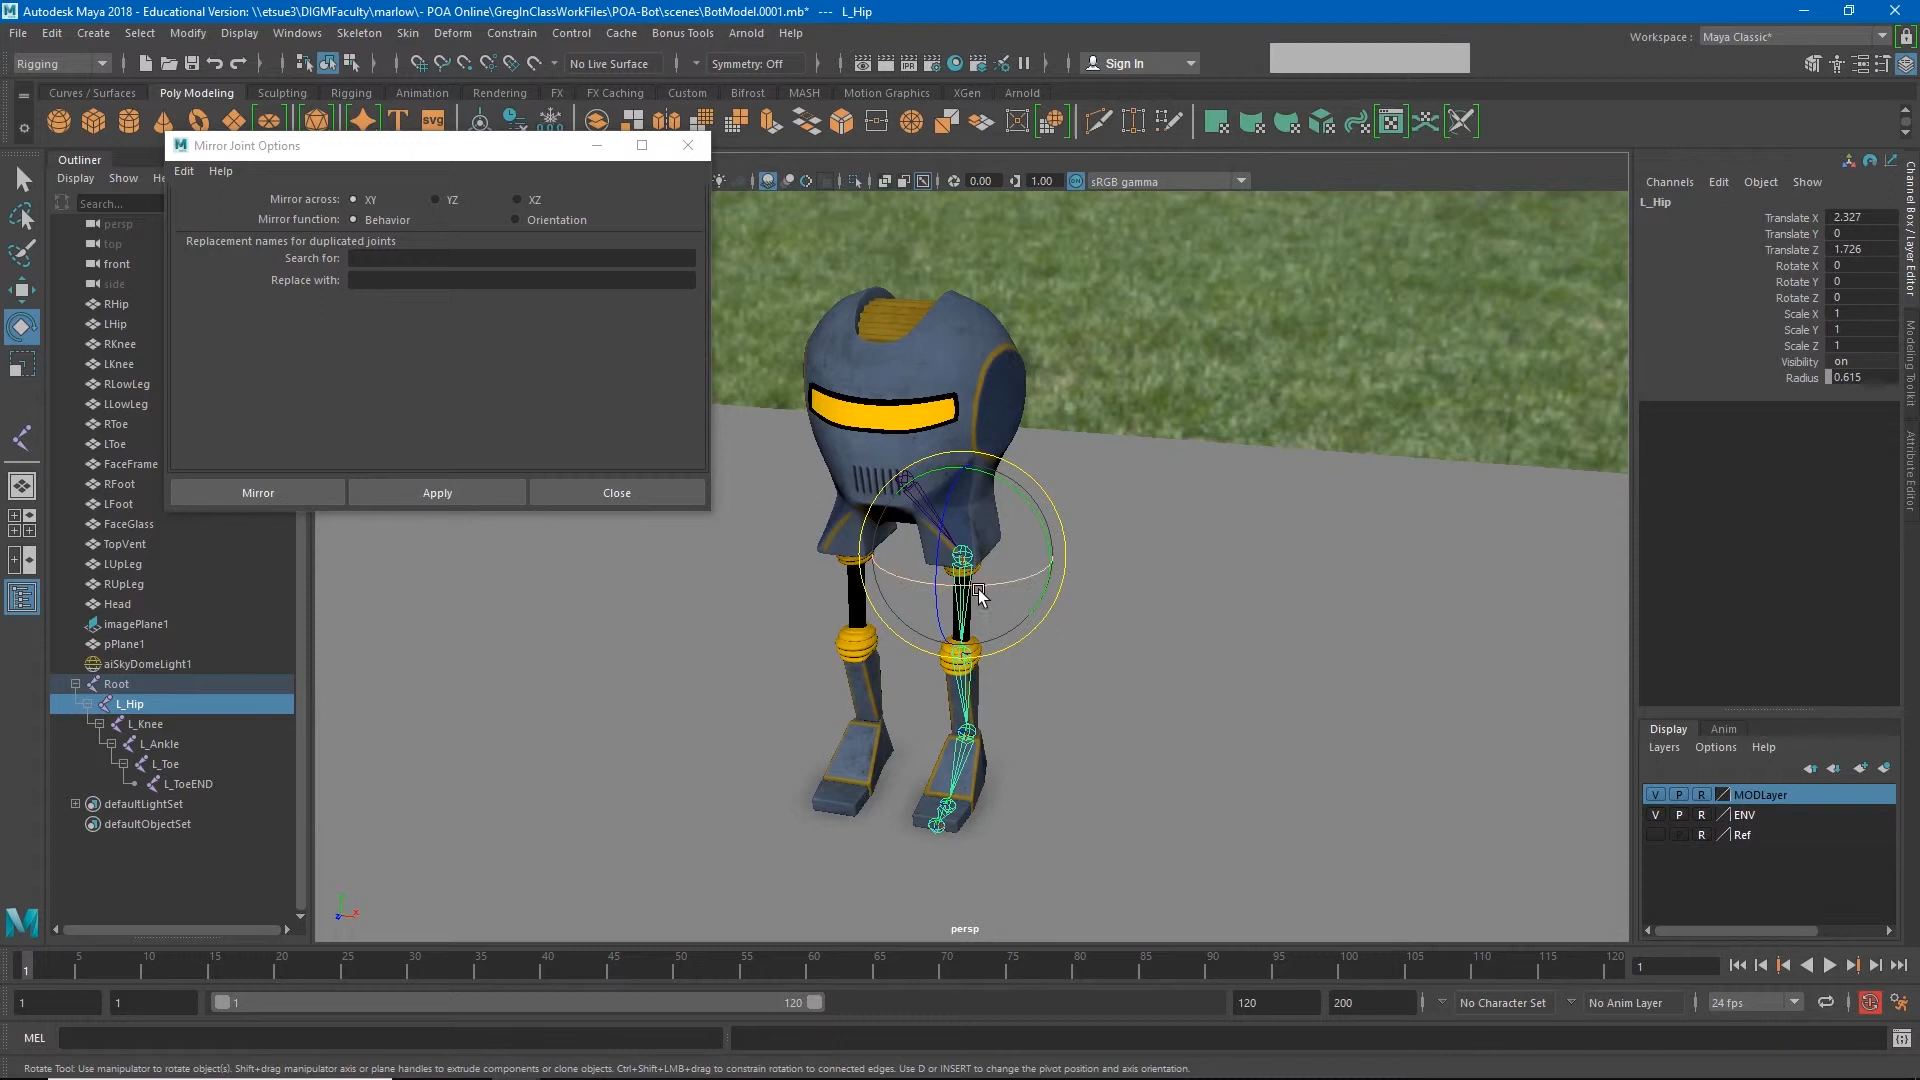 Autodesk Maya 2018 - Educational Version: \\etsue3\DIGMFaculty\marlow\- POA Online\GregInClassWorkFiles\POA-Bot\scenes\BotModel.0001.mb* --- L_Hip
File Edit Create Select Modify Display Windows Skeleton Skin Deform Constrain Control Cache Bonus Tools Arnold Help
Workspace : Maya Classic*
Rigging No Live Surface Symmetry: Off Sign In
Curves / Surfaces Poly Modeling Sculpting Rigging Animation Rendering FX FX Caching Custom Bifrost MASH Motion Graphics XGen Arnold
Outliner
Display Show He
Search...
persp
top
front
side
RHip
LHip
RKnee
LKnee
RLowLeg
LLowLeg
RToe
LToe
FaceFrame
RFoot
LFoot
FaceGlass
TopVent
LUpLeg
RUpLeg
Head
imagePlane1
pPlane1
aiSkyDomeLight1
Root
L_Hip
L_Knee
L_Ankle
L_Toe
L_ToeEND
defaultLightSet
defaultObjectSet
Mirror Joint Options
Edit Help
Mirror across: XY YZ XZ
Mirror function: Behavior Orientation
Replacement names for duplicated joints
Search for:
Replace with:
Mirror Apply Close
0.00 1.00 sRGB gamma
persp
Channels Edit Object Show
L_Hip
Translate X 2.327
Translate Y 0
Translate Z 1.726
Rotate X 0
Rotate Y 0
Rotate Z 0
Scale X 1
Scale Y 1
Scale Z 1
Visibility on
Radius 0.615
Channel Box / Layer Editor
Modeling Toolkit
Attribute Editor
Display Anim
Layers Options Help
V P R MODLayer
V P R ENV
P R Ref
5 10 15 20 25 30 35 40 45 50 55 60 65 70 75 80 85 90 95 100 105 110 115 120
1 1
1 1 1 120 120 200 No Character Set No Anim Layer 24 fps
MEL
Rotate Tool: Use manipulator to rotate object(s). Shift+drag manipulator axis or plane handles to extrude components or clone objects. Ctrl+Shift+LMB+drag to constrain rotation to connected edges. Use D or INSERT to change the pivot position and axis orientation.